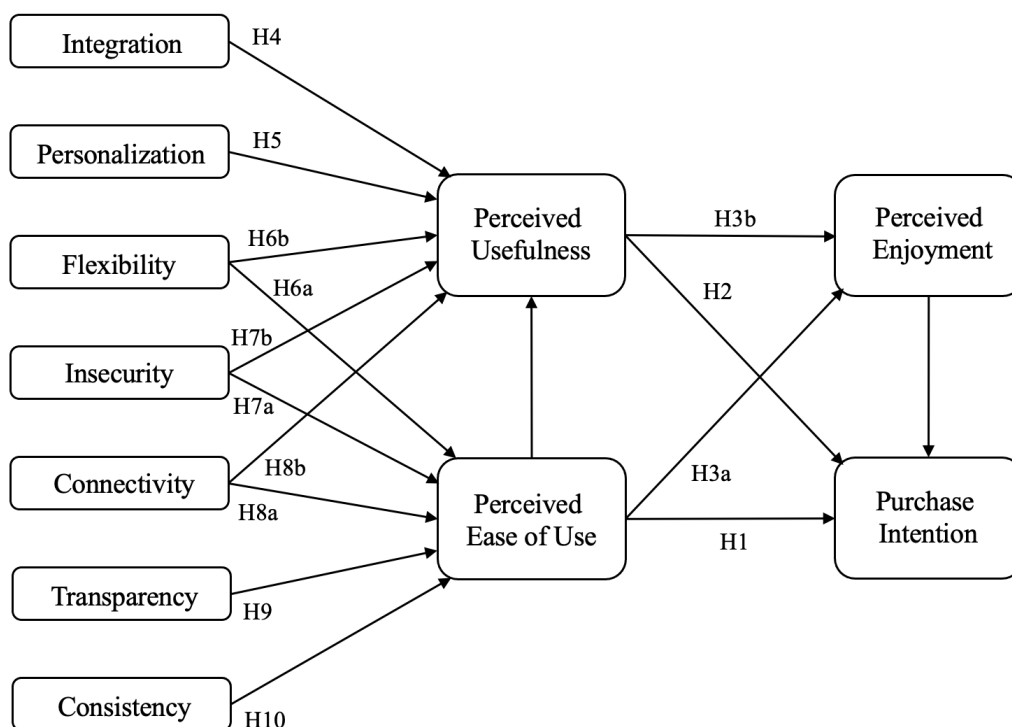 Integration
H4
Personalization
H5
Flexibility
H6b
H6a
Insecurity
H7b
H7a
Connectivity
H8b
H8a
Transparency
H9
Consistency
H10
Perceived
Usefulness
Perceived
Ease of Use
H3b
H2
H3a
H1
Perceived
Enjoyment
Purchase
Intention